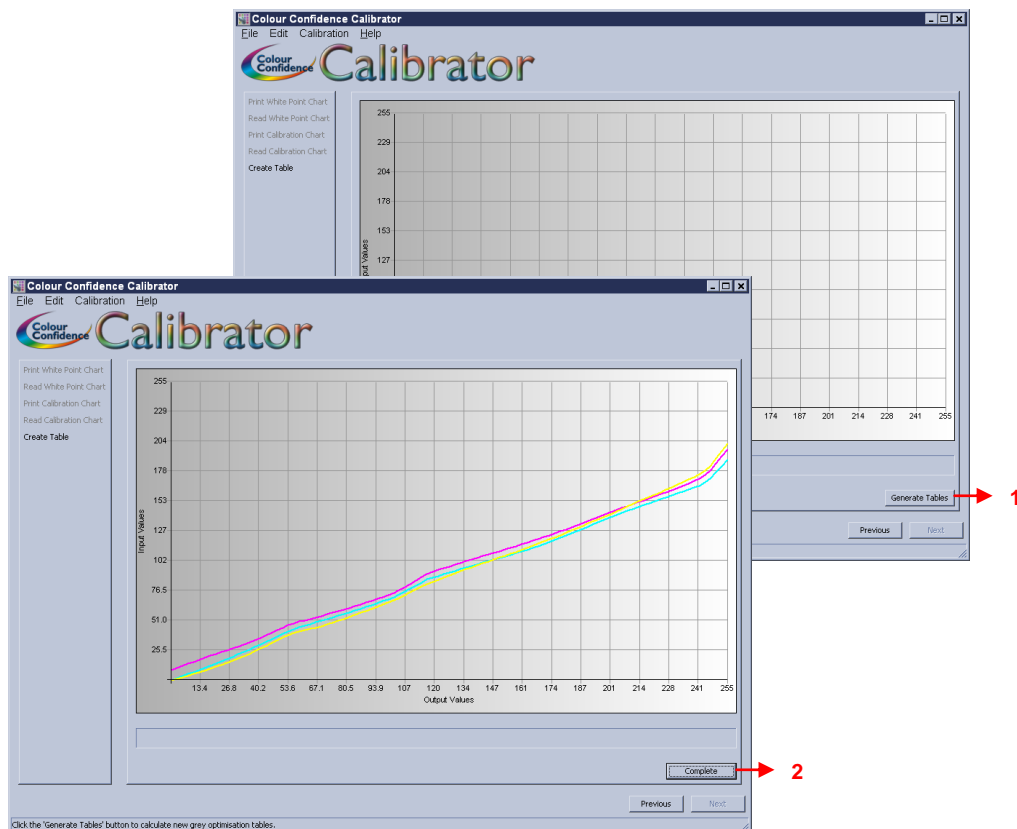 Colour Confidence Calibrator
File Edit Calibration Help
Colour
Confidence
Calibrator
Print White Point Chart
Read White Point Chart
Print Calibration Chart
Read Calibration Chart
Create Table
255
229
204
178
153
127
174 187 201 214 228 241 255
Generate Tables
1
Previous Next
Colour Confidence Calibrator
File Edit Calibration Help
Colour
Confidence
Calibrator
Print White Point Chart
Read White Point Chart
Print Calibration Chart
Read Calibration Chart
Create Table
255
229
204
178
153
127
102
76.5
51.0
25.5
Input Values
13.4 26.8 40.2 53.6 67.1 80.5 93.9 107 120 134 147 161 174 187 201 214 228 241 255
Output Values
Complete
2
Previous Next
Click the 'Generate Tables' button to calculate new grey optimisation tables.